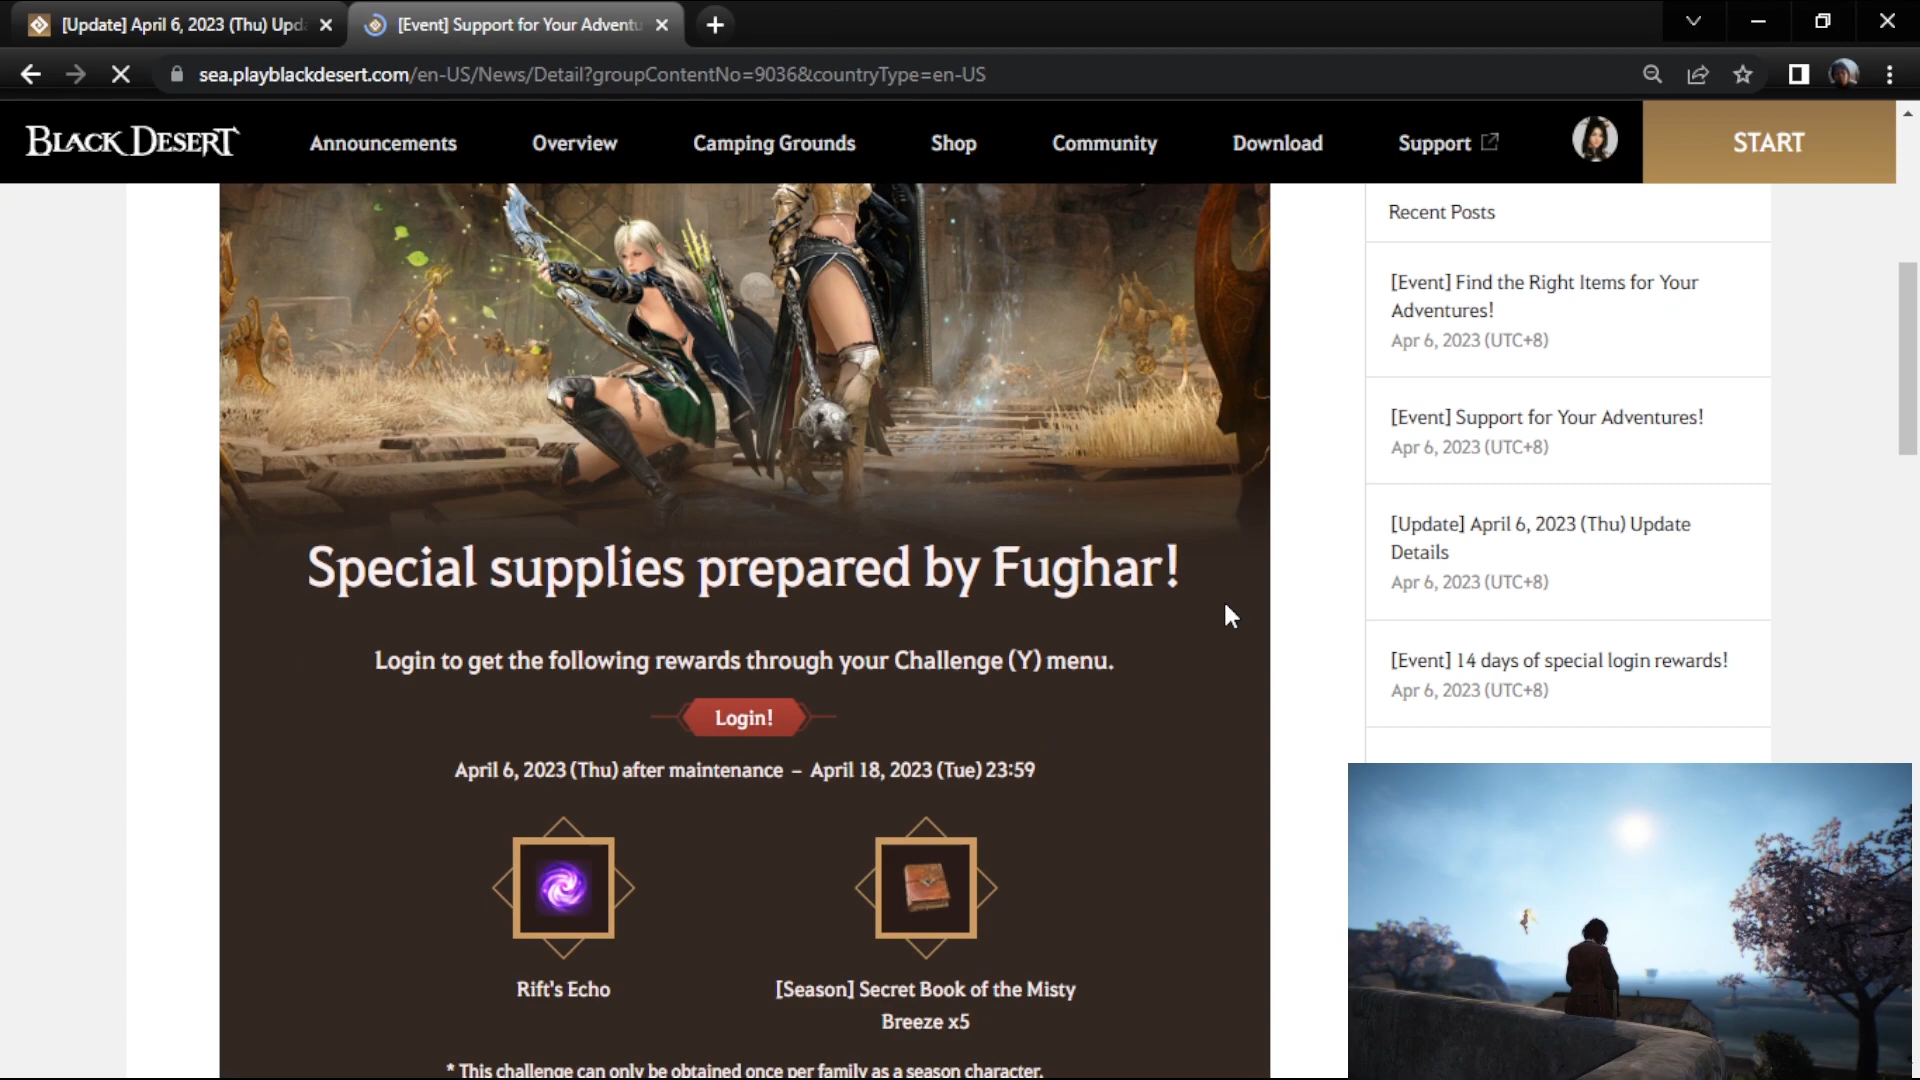 [Update] April 6, 2023 (Thu) Upd
[Event] Support for Your Adventu
sea.playblackdesert.com/en-US/News/Detail?groupContentNo=9036&countryType=en-US
BLACK DESERT
Announcements
Overview
Camping Grounds
Shop
Community
Download
Support
START
Special supplies prepared by Fughar!
Login to get the following rewards through your Challenge (Y) menu.
Login!
April 6, 2023 (Thu) after maintenance – April 18, 2023 (Tue) 23:59
Rift's Echo
[Season] Secret Book of the Misty
Breeze x5
* This challenge can only be obtained once per family as a season character.
Recent Posts
[Event] Find the Right Items for Your
Adventures!
Apr 6, 2023 (UTC+8)
[Event] Support for Your Adventures!
Apr 6, 2023 (UTC+8)
[Update] April 6, 2023 (Thu) Update
Details
Apr 6, 2023 (UTC+8)
[Event] 14 days of special login rewards!
Apr 6, 2023 (UTC+8)